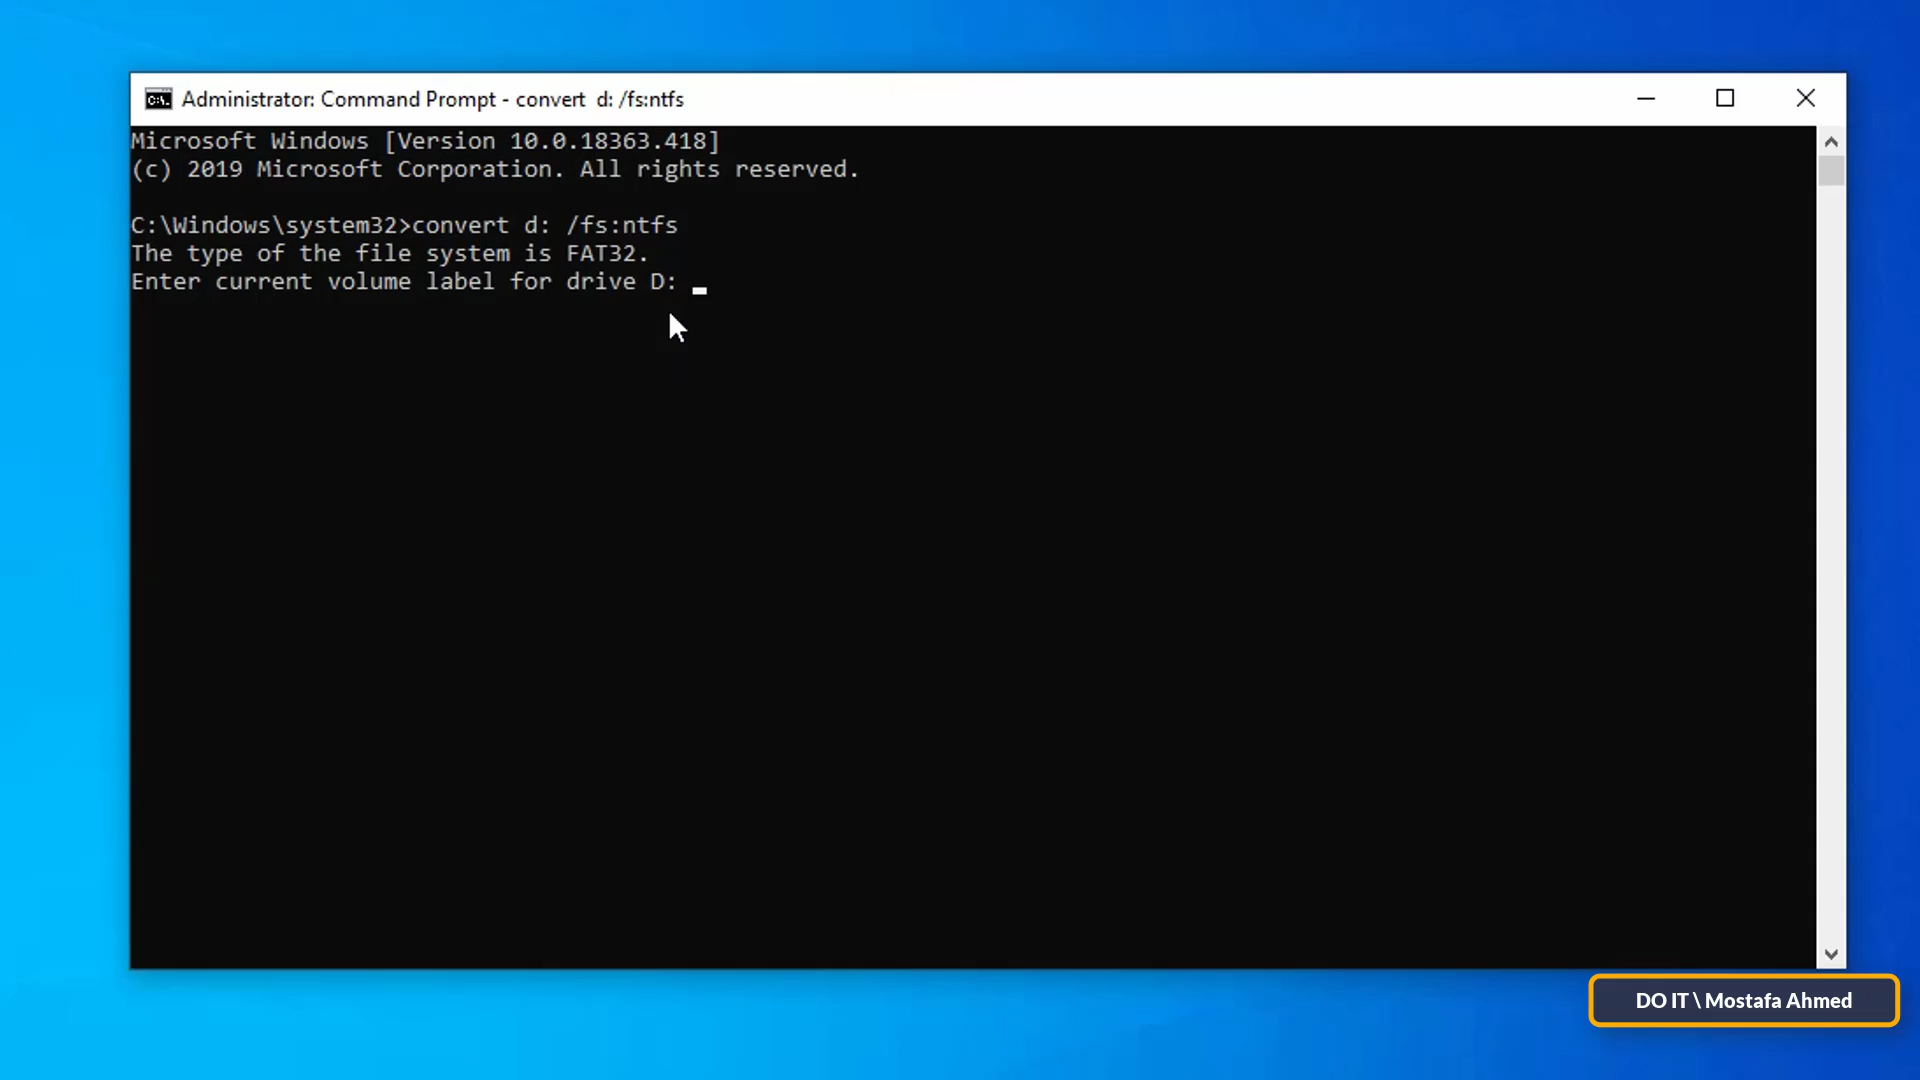 Administrator: Command Prompt - convert  d: /fs:ntfs
Microsoft Windows [Version 10.0.18363.418]
(c) 2019 Microsoft Corporation. All rights reserved.
C:\Windows\system32>convert d: /fs:ntfs
The type of the file system is FAT32.
Enter current volume label for drive D:
DO IT \ Mostafa Ahmed